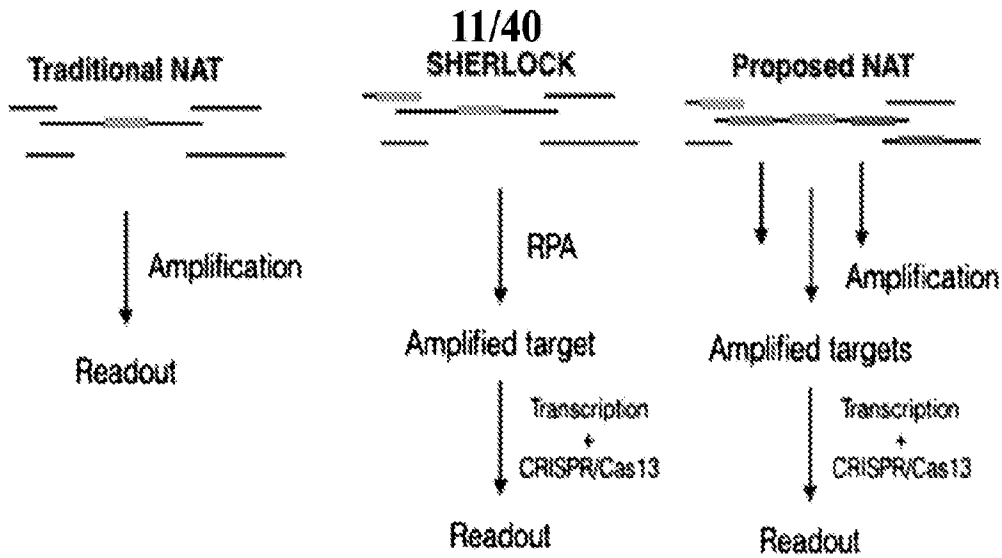 11/40
Traditional NAT
SHERLOCK
Proposed NAT
Amplification
Readout
RPA
Amplified target
Transcription
+
CRISPR/Cas13
Readout
Amplification
Amplified targets
Transcription
+
CRISPR/Cas13
Readout